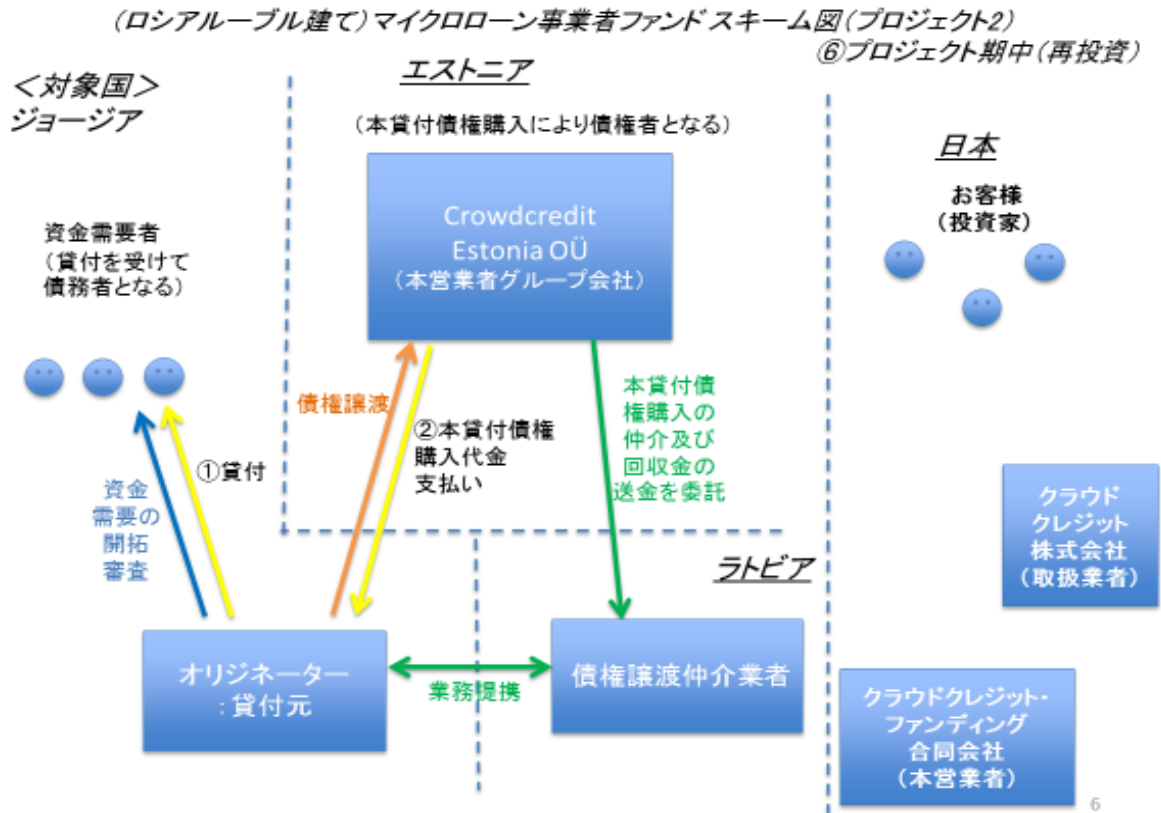 (ロシアルーブル建て)マイクロローン事業者ファンド スキーム図(プロジェクト2)
⑥プロジェクト期中(再投資)
<対象国>
ジョージア
エストニア
(本貸付債権購入により債権者となる)
Crowdcredit
Estonia OÜ
(本営業者グループ会社)
日本
お客様
(投資家)
資金需要者
(貸付を受けて
債務者となる)
債権譲渡
②本貸付債権
購入代金
支払い
本貸付債
権購入の
仲介及び
回収金の
送金を委託
①貸付
資金
需要の
開拓
審査
クラウド
クレジット
株式会社
(取扱業者)
ラトビア
オリジネーター
:貸付元
業務提携
債権譲渡仲介業者
クラウドクレジット・
ファンディング
合同会社
(本営業者)
6